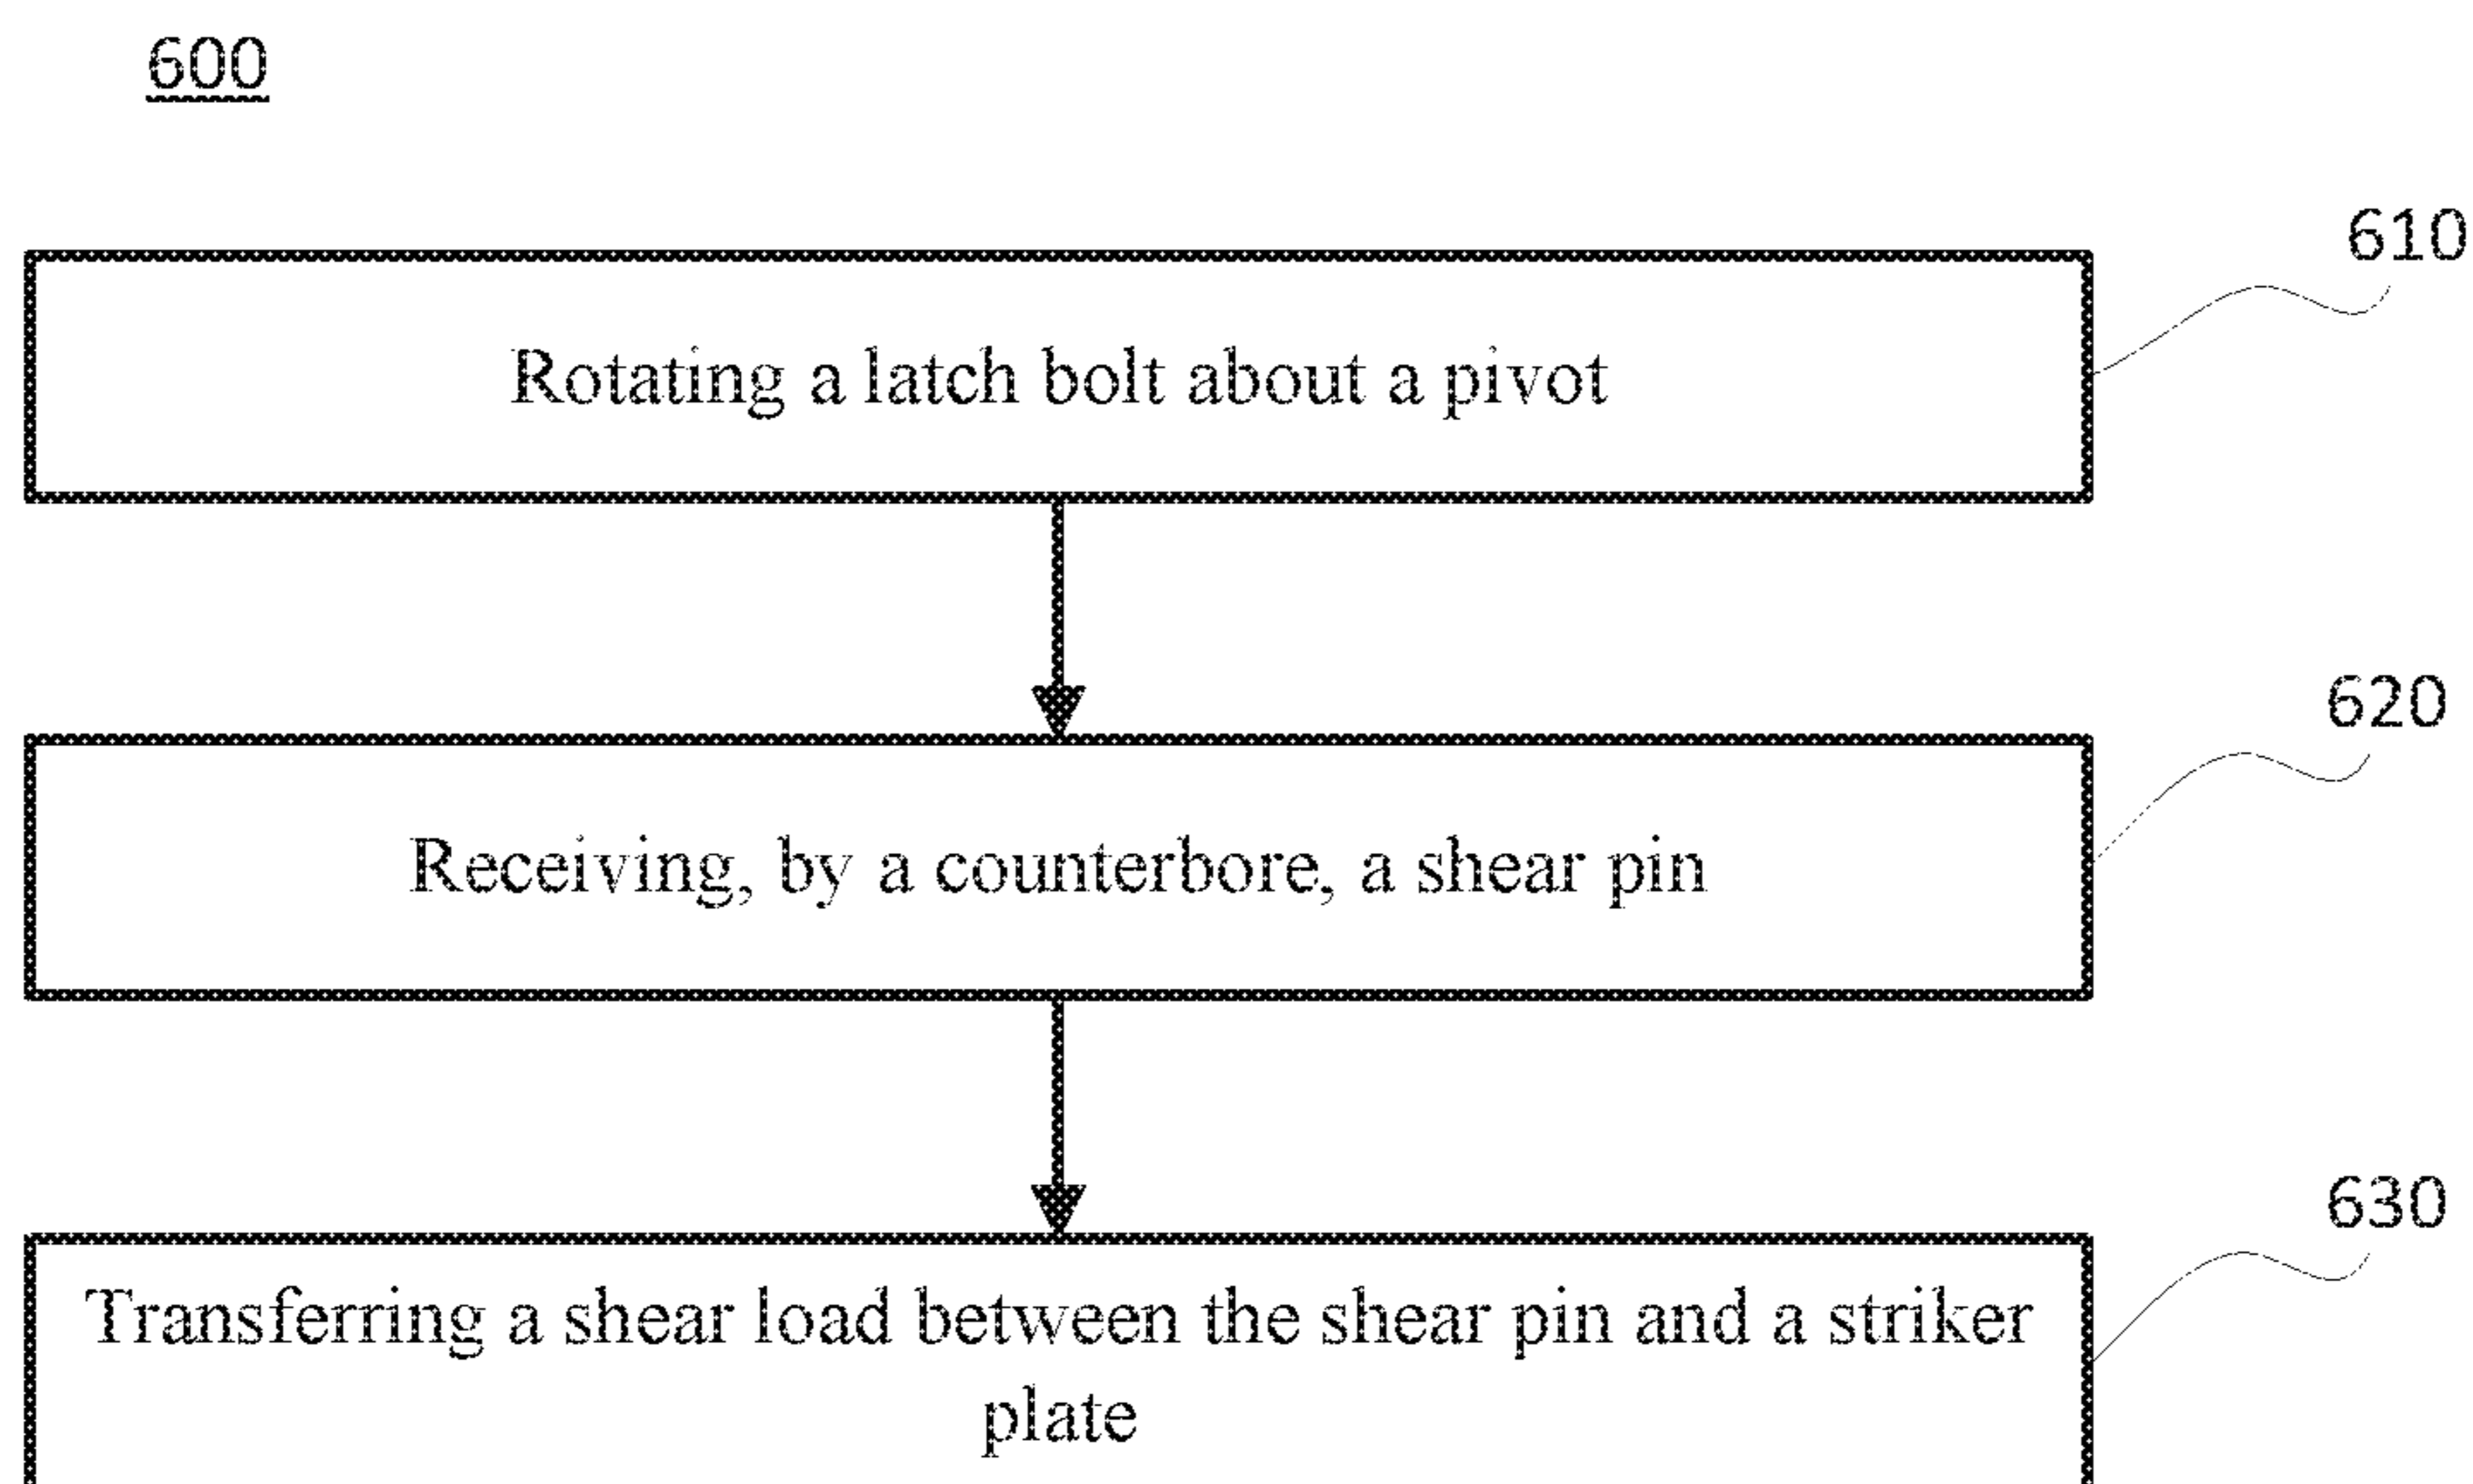 600
610
Rotating a latch bolt about a pivot
620
Receiving, by a counterbore, a shear pin
630
Transferring a shear load between the shear pin and a striker
plate